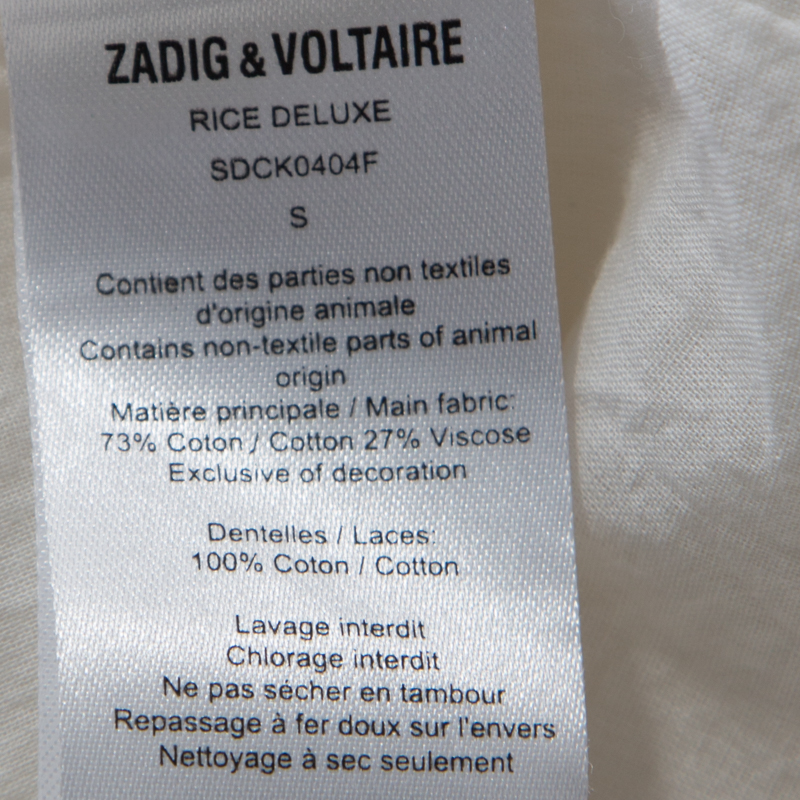 ZADIG & VOLTAIRE
RICE DELUXE
SDCK0404F
S
Contient des parties non textiles
d'origine animale
Contains non-textile parts of animal
origin
Matière principale / Main fabric:
73% Coton / Cotton 27% Viscose
Exclusive of decoration
Dentelles / Laces:
100% Coton / Cotton
Lavage interdit
Chlorage interdit
Ne pas sécher en tambour
Repassage à fer doux sur l'envers
Nettoyage à sec seulement